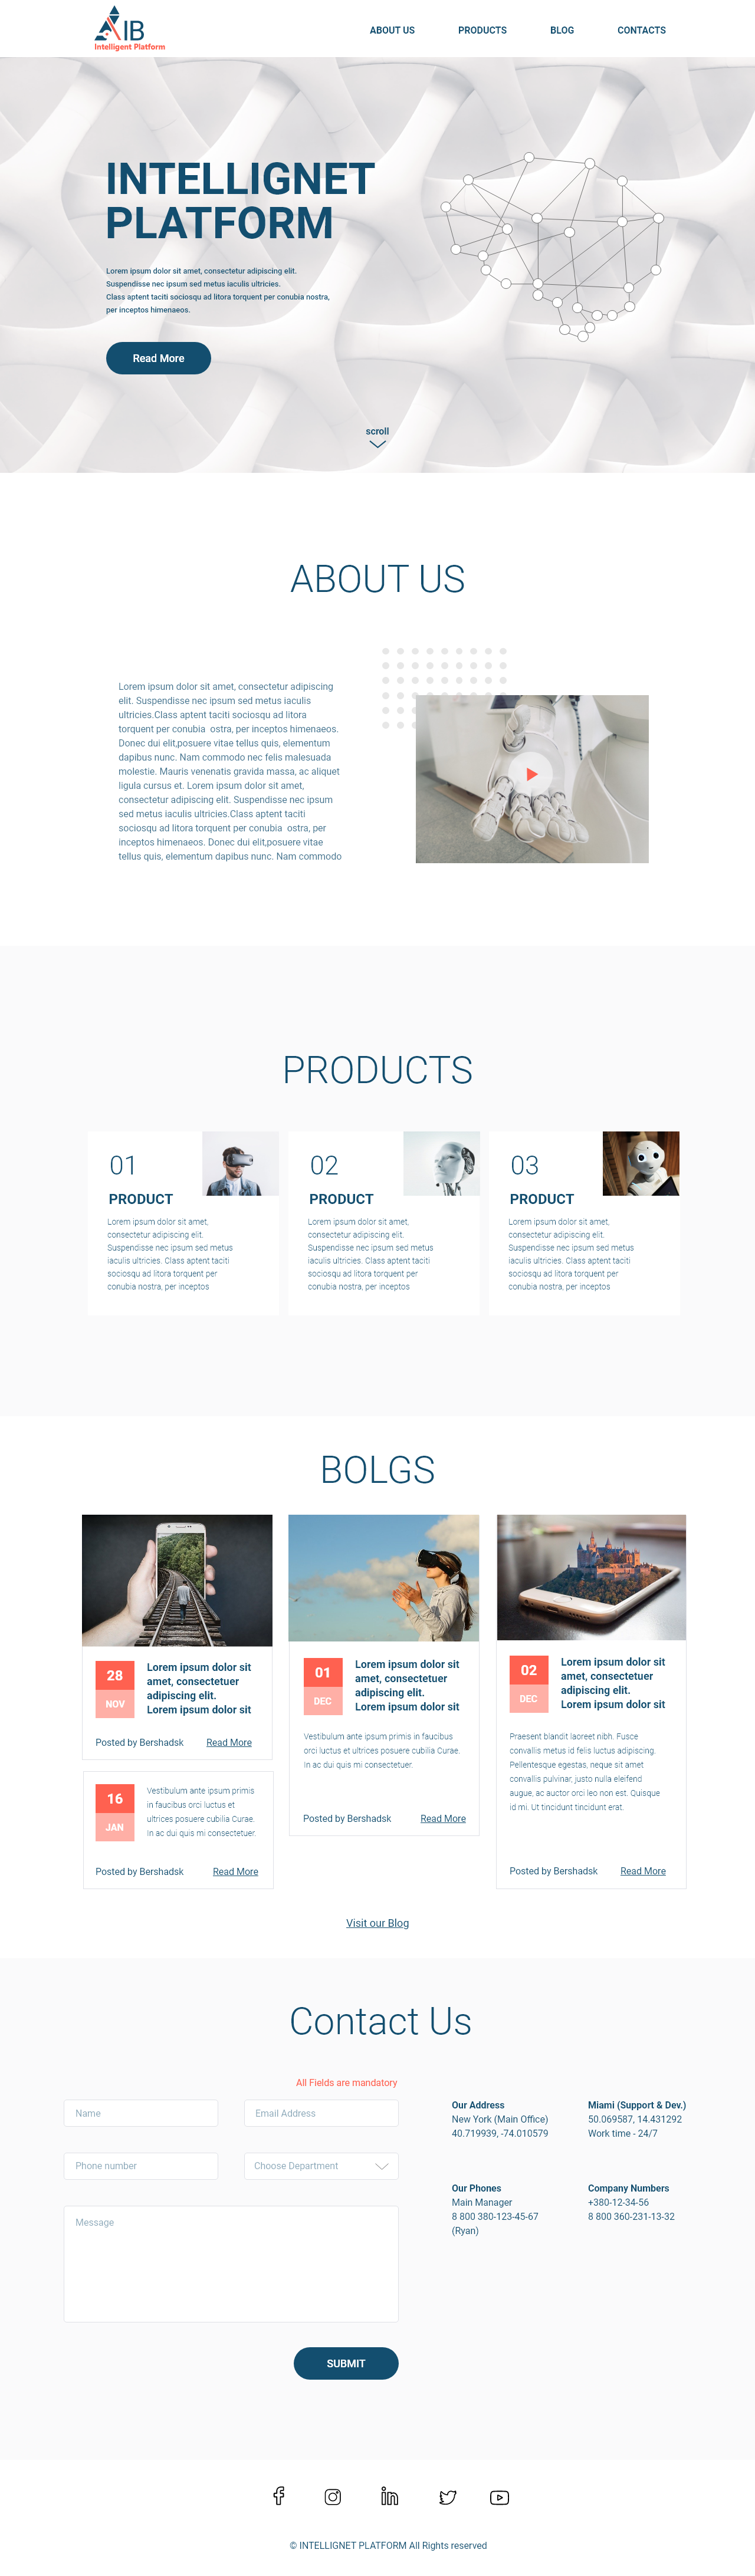 AIB
Intelligent Platform
ABOUT US
PRODUCTS
BLOG
CONTACTS
INTELLIGNET
PLATFORM
Lorem ipsum dolor sit amet, consectetur adipiscing elit.
Suspendisse nec ipsum sed metus iaculis ultricies.
Class aptent taciti sociosqu ad litora torquent per conubia nostra,
per inceptos himenaeos.
Read More
scroll
ABOUT US
Lorem ipsum dolor sit amet, consectetur adipiscing
elit. Suspendisse nec ipsum sed metus iaculis
ultricies.Class aptent taciti sociosqu ad litora
torquent per conubia  ostra, per inceptos himenaeos.
Donec dui elit,posuere vitae tellus quis, elementum
dapibus nunc. Nam commodo nec felis malesuada
molestie. Mauris venenatis gravida massa, ac aliquet
ligula cursus et. Lorem ipsum dolor sit amet,
consectetur adipiscing elit. Suspendisse nec ipsum
sed metus iaculis ultricies.Class aptent taciti
sociosqu ad litora torquent per conubia  ostra, per
inceptos himenaeos. Donec dui elit,posuere vitae
tellus quis, elementum dapibus nunc. Nam commodo
PRODUCTS
01
PRODUCT
Lorem ipsum dolor sit amet,
consectetur adipiscing elit.
Suspendisse nec ipsum sed metus
iaculis ultricies. Class aptent taciti
sociosqu ad litora torquent per
conubia nostra, per inceptos
02
PRODUCT
Lorem ipsum dolor sit amet,
consectetur adipiscing elit.
Suspendisse nec ipsum sed metus
iaculis ultricies. Class aptent taciti
sociosqu ad litora torquent per
conubia nostra, per inceptos
03
PRODUCT
Lorem ipsum dolor sit amet,
consectetur adipiscing elit.
Suspendisse nec ipsum sed metus
iaculis ultricies. Class aptent taciti
sociosqu ad litora torquent per
conubia nostra, per inceptos
BOLGS
28
NOV
Lorem ipsum dolor sit
amet, consectetuer
adipiscing elit.
Lorem ipsum dolor sit
Posted by Bershadsk
Read More
16
JAN
Vestibulum ante ipsum primis
in faucibus orci luctus et
ultrices posuere cubilia Curae.
In ac dui quis mi consectetuer.
Posted by Bershadsk
Read More
01
DEC
Lorem ipsum dolor sit
amet, consectetuer
adipiscing elit.
Lorem ipsum dolor sit
Vestibulum ante ipsum primis in faucibus
orci luctus et ultrices posuere cubilia Curae.
In ac dui quis mi consectetuer.
Posted by Bershadsk
Read More
02
DEC
Lorem ipsum dolor sit
amet, consectetuer
adipiscing elit.
Lorem ipsum dolor sit
Praesent blandit laoreet nibh. Fusce
convallis metus id felis luctus adipiscing.
Pellentesque egestas, neque sit amet
convallis pulvinar, justo nulla eleifend
augue, ac auctor orci leo non est. Quisque
id mi. Ut tincidunt tincidunt erat.
Posted by Bershadsk
Read More
Visit our Blog
Contact Us
All Fields are mandatory
Name
Email Address
Phone number
Choose Department
Message
SUBMIT
Our Address
New York (Main Office)
40.719939, -74.010579
Miami (Support & Dev.)
50.069587, 14.431292
Work time - 24/7
Our Phones
Main Manager
8 800 380-123-45-67
(Ryan)
Company Numbers
+380-12-34-56
8 800 360-231-13-32
© INTELLIGNET PLATFORM All Rights reserved